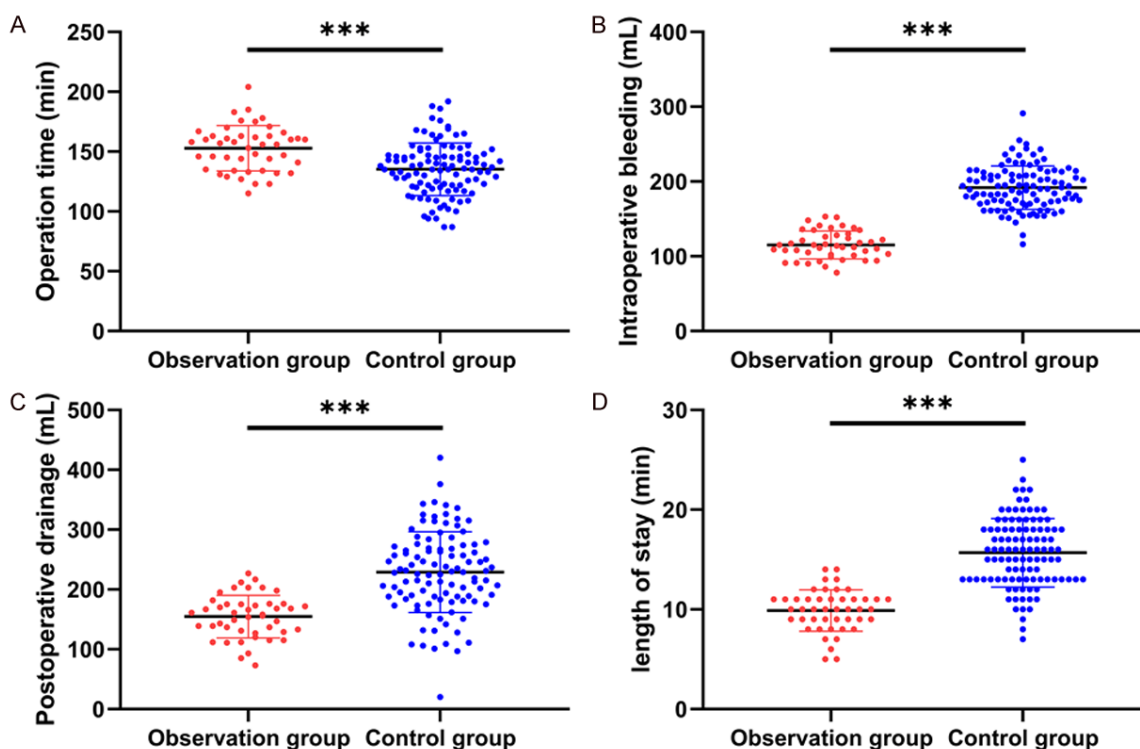 A
Operation time (min)
250
200
150
100
50
0
***
Observation group
Control group
B
Intraoperative bleeding (mL)
400
300
200
100
0
***
Observation group
Control group
C
Postoperative drainage (mL)
500
400
300
200
100
0
***
Observation group
Control group
D
length of stay (min)
30
20
10
0
***
Observation group
Control group